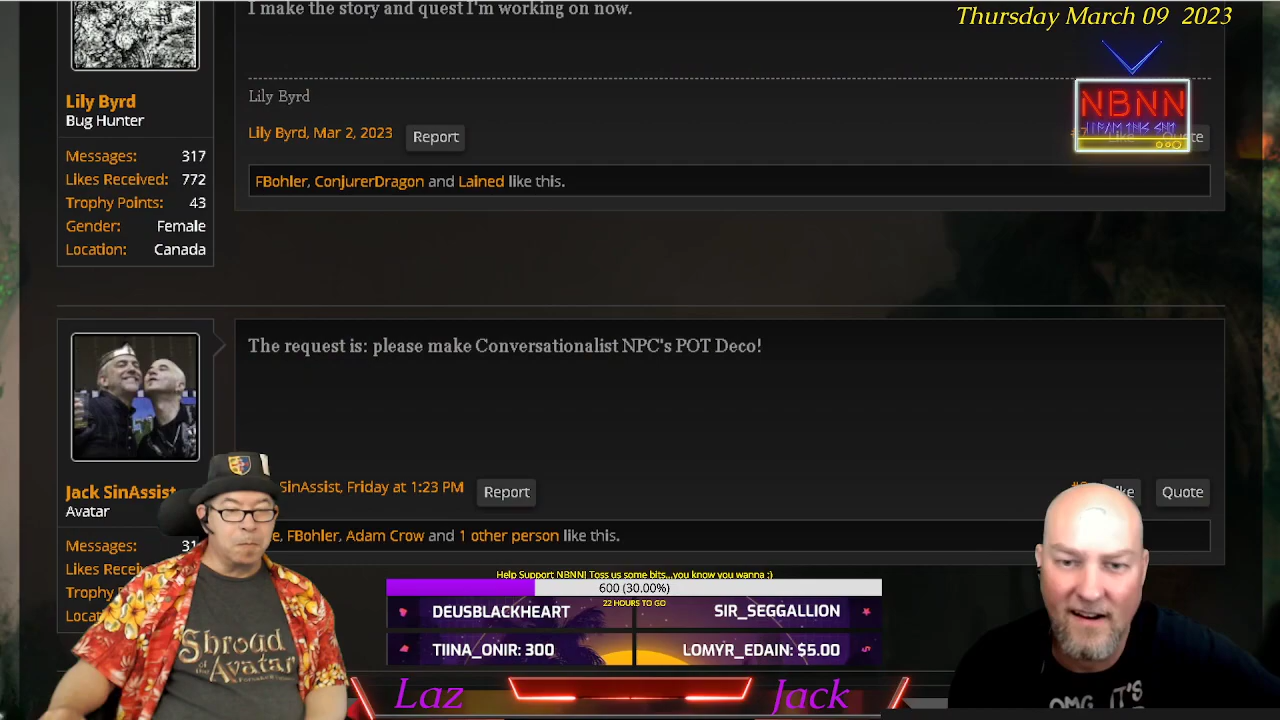 I make the story and quest I'm working on now.
Thursday March 09 2023
NBNN
Lily Byrd
Bug Hunter
Messages: 317
Likes Received: 772
Trophy Points: 43
Gender: Female
Location: Canada
Lily Byrd
Lily Byrd, Mar 2, 2023
Report
FBohler, ConjurerDragon and Lained like this.
The request is: please make Conversationalist NPC's POT Deco!
Jack SinAssist
Avatar
Messages:
SinAssist, Friday at 1:23 PM
Report
Quote
FBohler, Adam Crow and 1 other person like this.
Help Support NBNN! Toss us some bits...you know you wanna :)
600 (30.00%)
22 HOURS TO GO
DEUSBLACKHEART
SIR_SEGGALLION
TIINA_ONIR: 300
LOMYR_EDAIN: $5.00
Shroud
of the
Avatar
Laz
Jack
OMG IT'S